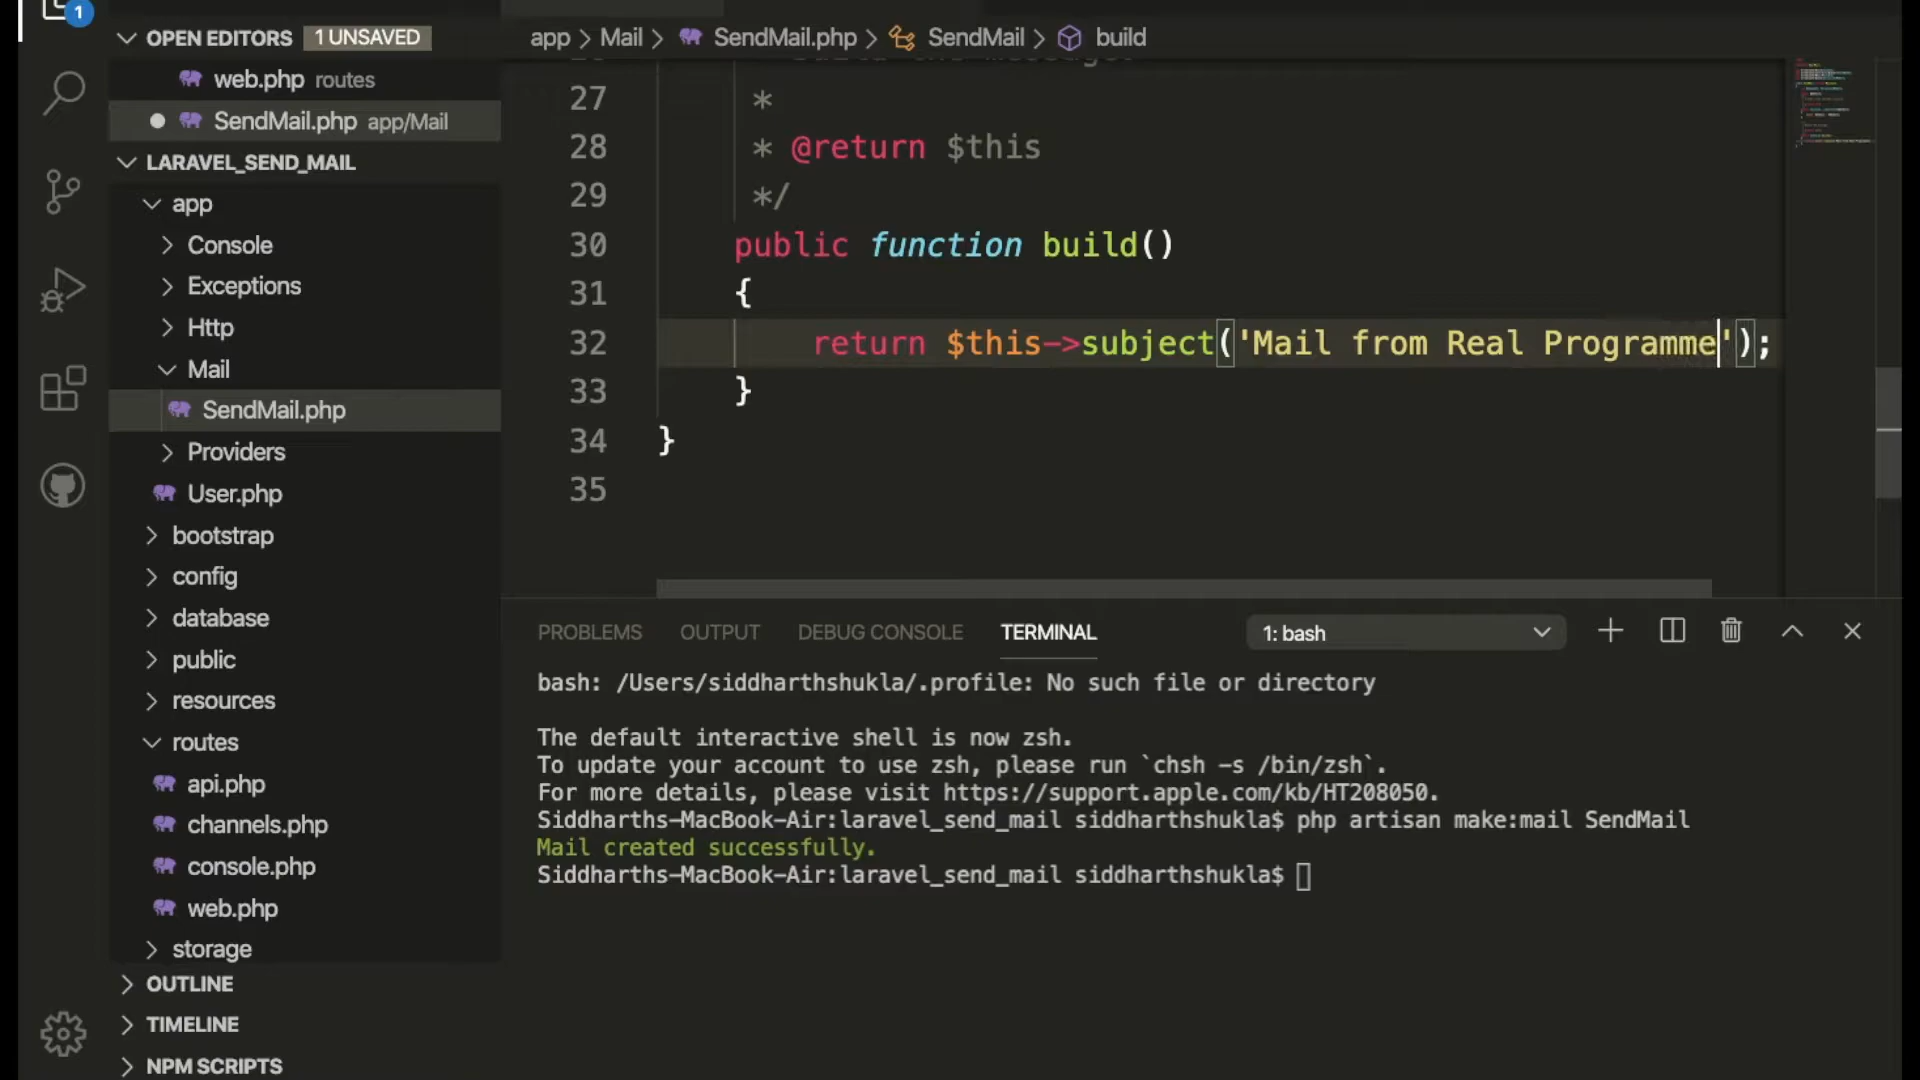 1
OPEN EDITORS 1 UNSAVED
web.php routes
SendMail.php app/Mail
LARAVEL_SEND_MAIL
app
Console
Exceptions
Http
Mail
SendMail.php
Providers
User.php
bootstrap
config
database
public
resources
routes
api.php
channels.php
console.php
web.php
storage
OUTLINE
TIMELINE
NPM SCRIPTS
app > Mail > SendMail.php > SendMail > build
27 *
28 * @return $this
29 */
30 public function build()
31 {
32 return $this->subject('Mail from Real Programme');
33 }
34 }
35
PROBLEMS OUTPUT DEBUG CONSOLE TERMINAL 1: bash
bash: /Users/siddharthshukla/.profile: No such file or directory
The default interactive shell is now zsh.
To update your account to use zsh, please run `chsh -s /bin/zsh`.
For more details, please visit https://support.apple.com/kb/HT208050.
Siddharths-MacBook-Air:laravel_send_mail siddharthshukla$ php artisan make:mail SendMail
Mail created successfully.
Siddharths-MacBook-Air:laravel_send_mail siddharthshukla$